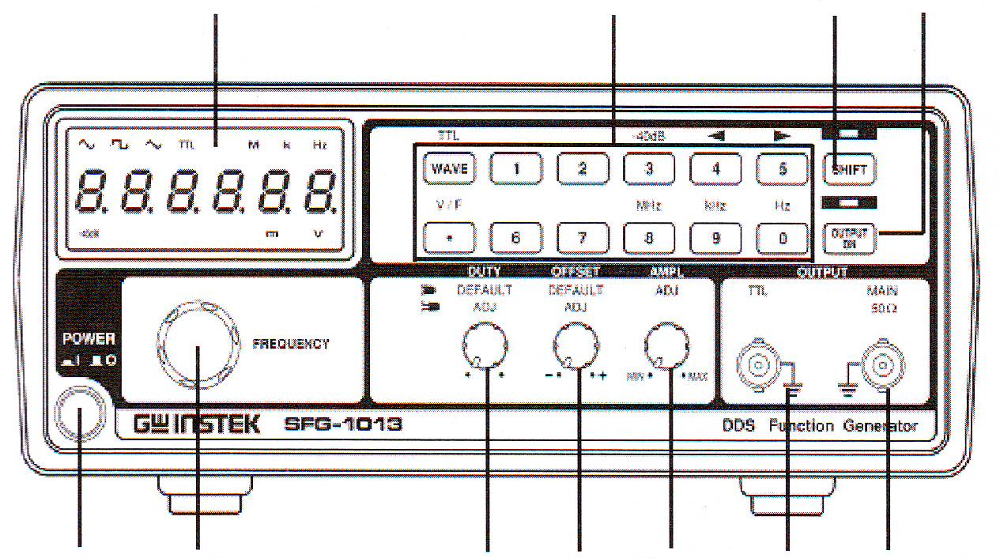 TTL M k Hz
8.8.8.8.8.8.
-40dB m V
TTL -40dB
WAVE 1 2 3 4 5 SHIFT
V / F MHz kHz Hz
• 6 7 8 9 0 OUTPUT ON
DUTY OFFSET AMPL OUTPUT
DEFAULT DEFAULT ADJ TTL MAIN
ADJ ADJ 50Ω
POWER FREQUENCY
I O
- + MIN MAX
GW INSTEK SFG-1013 DDS Function Generator